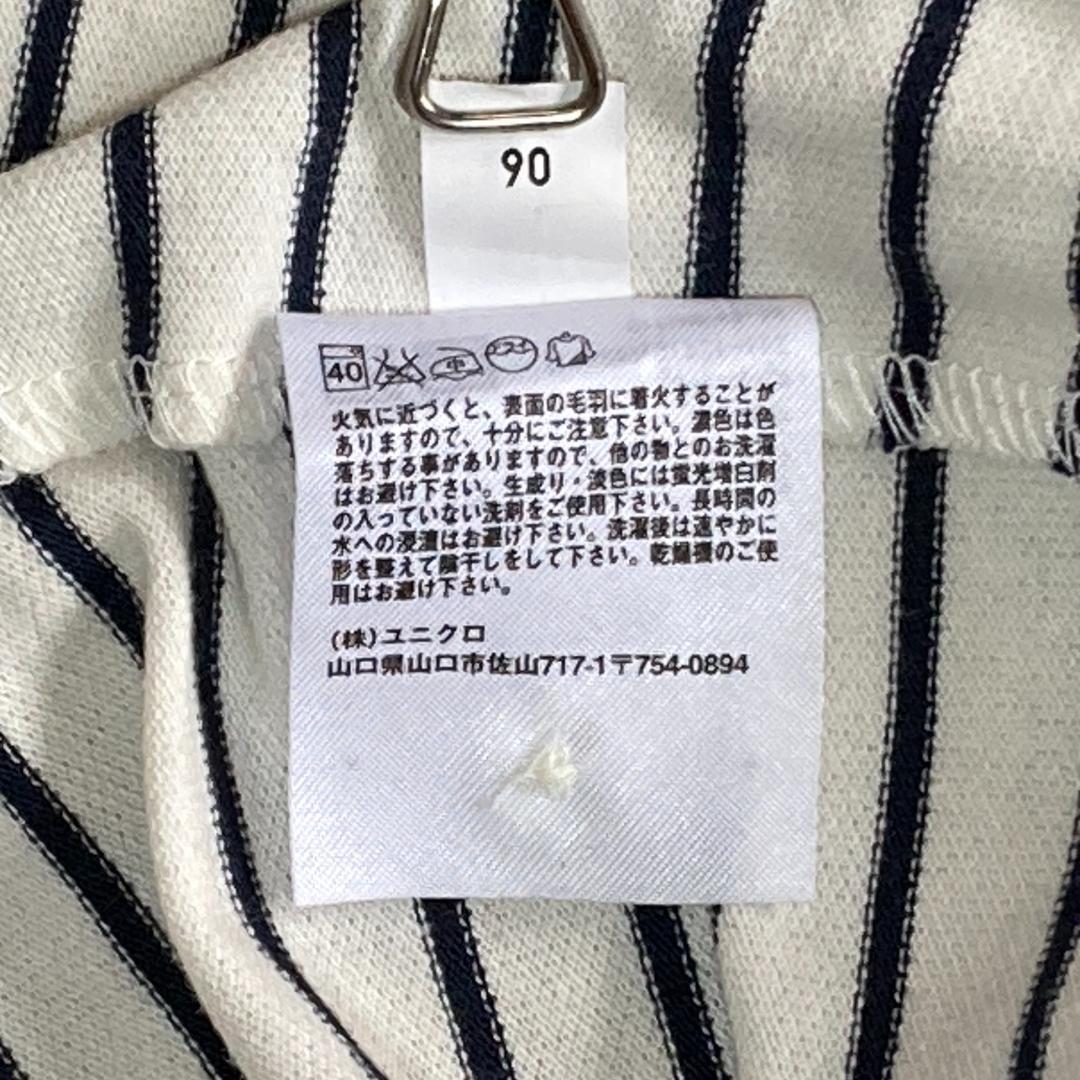 90
40
中
ドライ
火気に近づくと、表面の毛羽に着火することが
ありますので、十分にご注意下さい。濃色は色
落ちする事がありますので、他の物とのお洗濯
はお避け下さい。生成り・淡色には蛍光増白剤
の入っていない洗剤をご使用下さい。長時間の
水への浸漬はお避け下さい。洗濯後は速やかに
形を整えて陰干しをして下さい。乾燥機のご使
用はお避け下さい。
(株)ユニクロ
山口県山口市佐山717-1〒754-0894